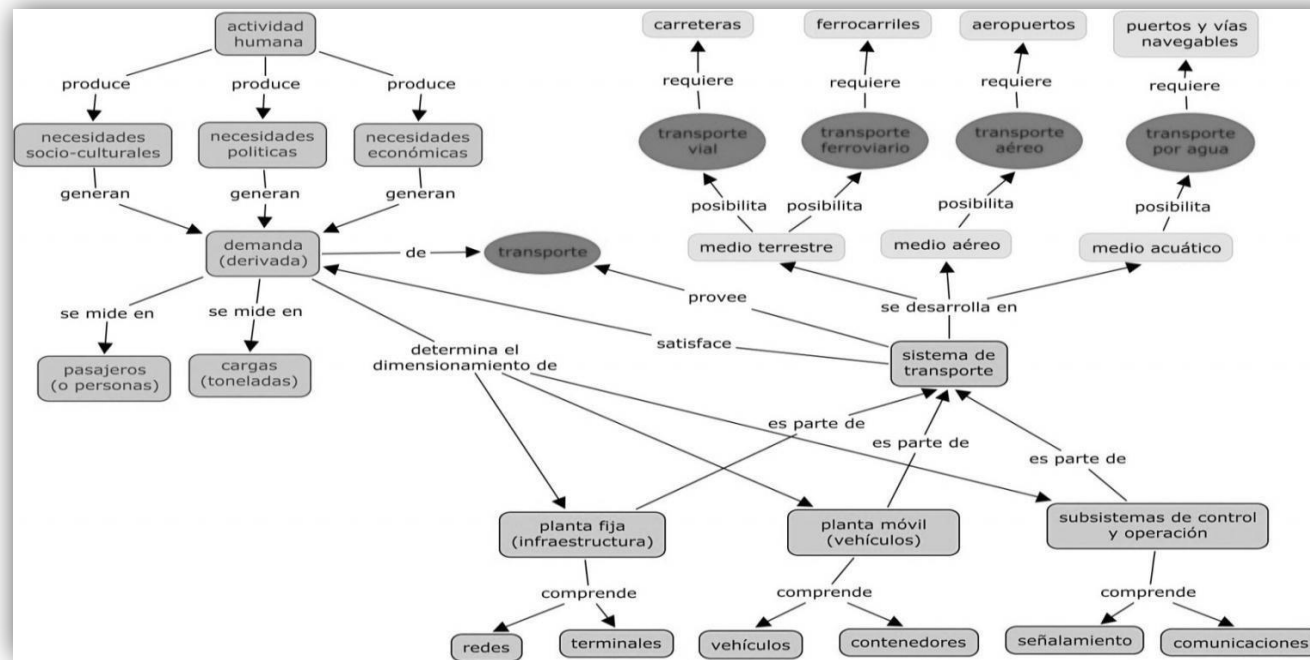 actividad
humana
carreteras
ferrocarriles
aeropuertos
puertos y vías
navegables
produce
produce
produce
requiere
requiere
requiere
requiere
necesidades
socio-culturales
necesidades
politicas
necesidades
económicas
transporte
vial
transporte
ferroviario
transporte
aéreo
transporte
por agua
generan
generan
generan
posibilita
posibilita
posibilita
posibilita
demanda
(derivada)
de
transporte
medio terrestre
medio aéreo
medio acuático
se mide en
se mide en
provee
se desarrolla en
satisface
pasajeros
(o personas)
cargas
(toneladas)
determina el
dimensionamiento de
sistema de
transporte
es parte de
es parte de
es parte de
planta fija
(infraestructura)
planta móvil
(vehículos)
subsistemas de control
y operación
comprende
comprende
comprende
redes
terminales
vehículos
contenedores
señalamiento
comunicaciones